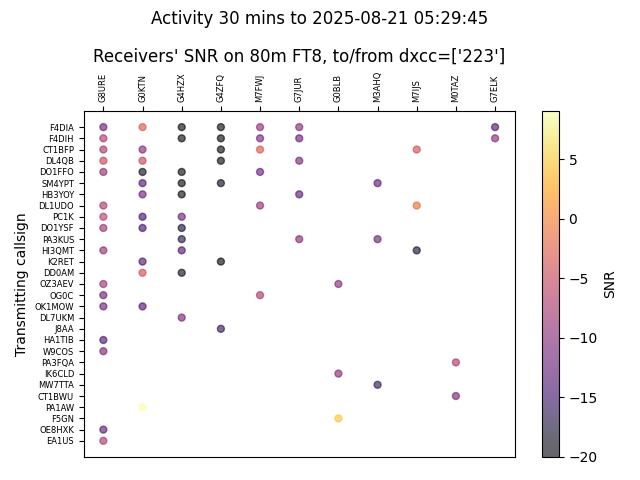 Activity 30 mins to 2025-08-21 05:29:45
Receivers' SNR on 80m FT8, to/from dxcc=['223']
G8URE G0KTN G4HZX G4ZFQ M7FWJ G7JUR G0BLB M3AHQ M7IJS M0TAZ G7ELK
F4DIA
F4DIH
CT1BFP
DL4QB
DO1FFO
SM4YPT
HB3YOY
DL1UDO
PC1K
DO1YSF
PA3KUS
HI3QMT
K2RET
DD0AM
OZ3AEV
OG0C
OK1MOW
DL7UKM
J8AA
HA1TIB
W9COS
PA3FQA
IK6CLD
MW7TTA
CT1BWU
PA1AW
F5GN
OE8HXK
EA1US
Transmitting callsign
5
0
−5
−10
−15
−20
SNR